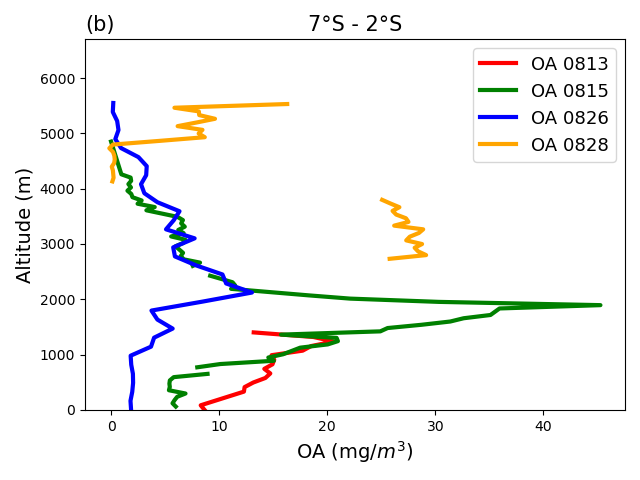 (b) 7°S - 2°S
OA 0813
OA 0815
OA 0826
OA 0828
6000
5000
4000
3000
2000
1000
0
Altitude (m)
0 10 20 30 40
OA (mg/m³)